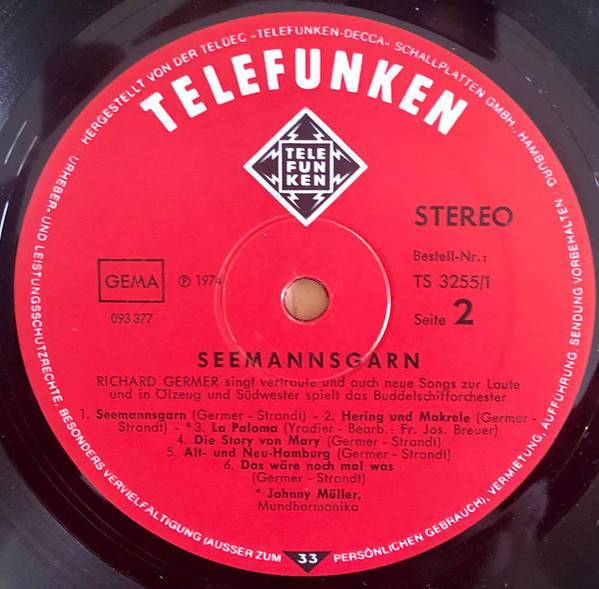 HERGESTELLT VON DER TELDEC »TELEFUNKEN-DECCA« SCHALLPLATTEN GMBH., HAMBURG ·
URHEBER- UND LEISTUNGSSCHUTZRECHTE, BESONDERS VERVIELFÄLTIGUNG (AUSSER ZUM PERSÖNLICHEN GEBRAUCH), VERMIETUNG, AUFFÜHRUNG, SENDUNG VORBEHALTEN ·
TELEFUNKEN
TELE
FUN
KEN
STEREO
Bestell-Nr.:
TS 3255/1
Seite 2
GEMA
℗ 1974
093 377
SEEMANNSGARN
RICHARD GERMER singt vertraute und auch neue Songs zur Laute
und in Ölzeug und Südwester spielt das Buddelschifforchester
1. Seemannsgarn (Germer - Strandt) - 2. Hering und Makrele (Germer -
Strandt) - *3. La Paloma (Yradier - Bearb.: Fr. Jos. Breuer)
4. Die Story von Mary (Germer - Strandt)
5. Alt- und Neu-Hamburg (Germer - Strandt)
6. Das wäre noch mal was
(Germer - Strandt)
* Johnny Müller,
Mundharmonika
33